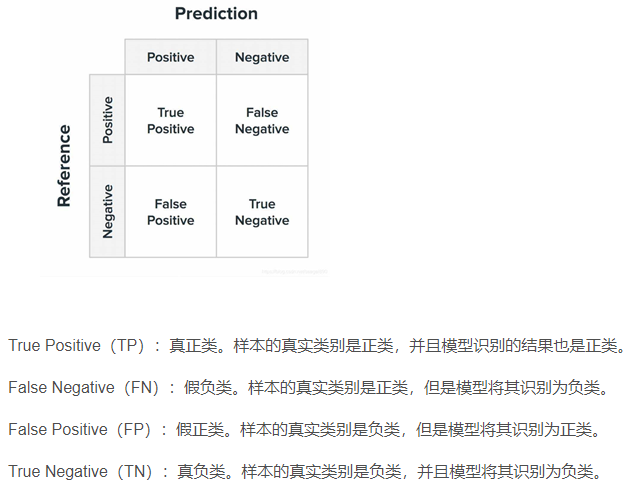 Prediction
Positive Negative
Reference
Positive
True Positive
False Negative
Negative
False Positive
True Negative
True Positive（TP）：真正类。样本的真实类别是正类，并且模型识别的结果也是正类。
False Negative（FN）：假负类。样本的真实类别是正类，但是模型将其识别为负类。
False Positive（FP）：假正类。样本的真实类别是负类，但是模型将其识别为正类。
True Negative（TN）：真负类。样本的真实类别是负类，并且模型将其识别为负类。